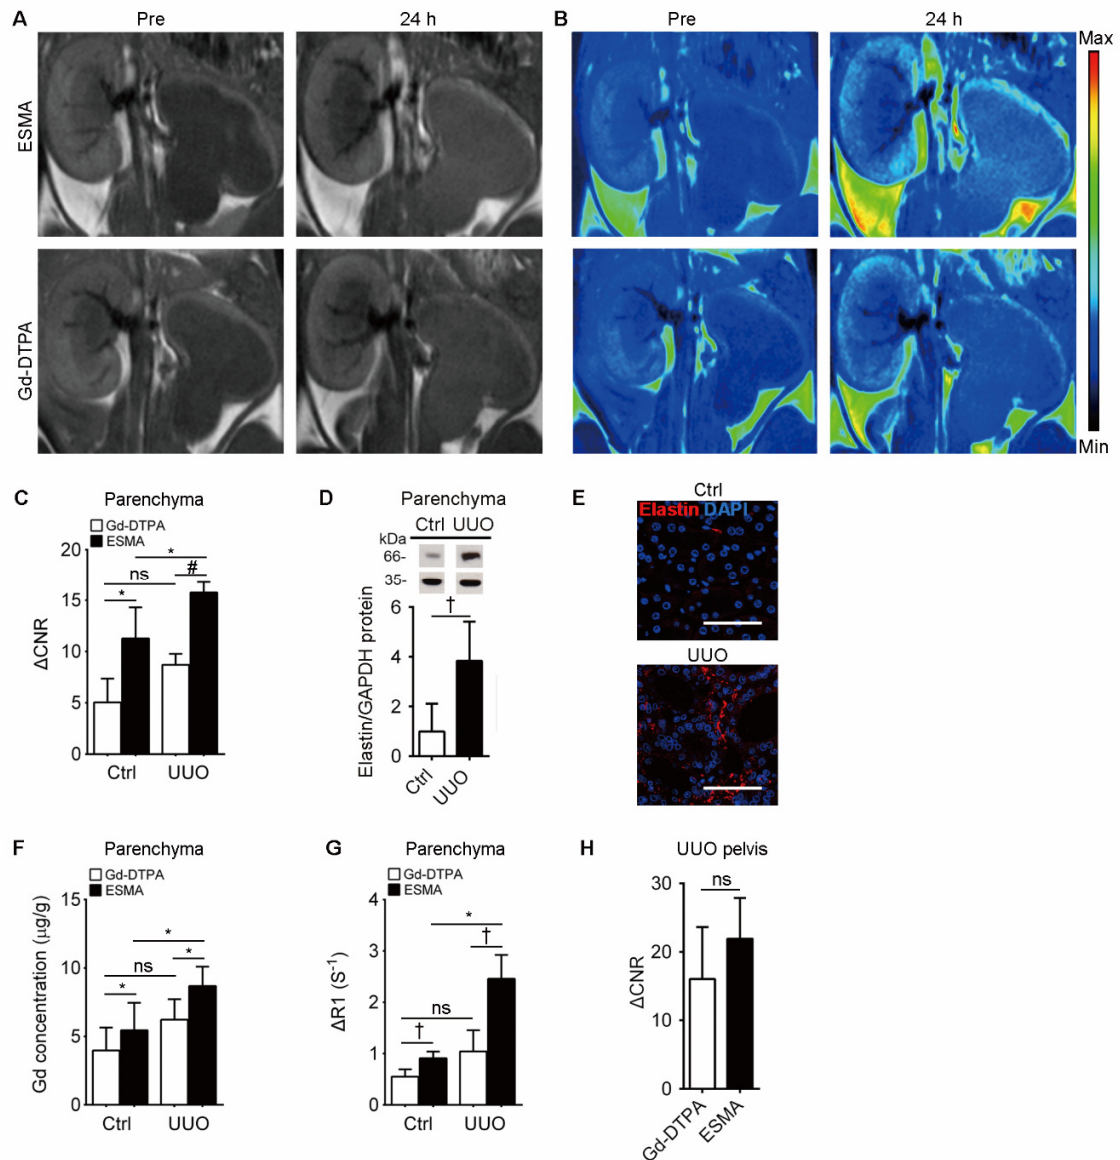 A
Pre
24 h
B
Pre
24 h
Max
ESMA
Gd-DTPA
Min
C
Parenchyma
Gd-DTPA
ESMA
20
15
10
5
0
ΔCNR
*
ns
#
*
Ctrl
UUO
D
Parenchyma
Ctrl UUO
kDa
66-
35-
†
6
4
2
0
Elastin/GAPDH protein
Ctrl
UUO
E
Ctrl
Elastin DAPI
UUO
F
Parenchyma
Gd-DTPA
ESMA
15
10
5
0
Gd concentration (μg/g)
*
ns
*
*
Ctrl
UUO
G
Parenchyma
Gd-DTPA
ESMA
4
3
2
1
0
ΔR1 (S⁻¹)
*
†
ns
†
Ctrl
UUO
H
UUO pelvis
30
20
10
0
ΔCNR
ns
Gd-DTPA
ESMA